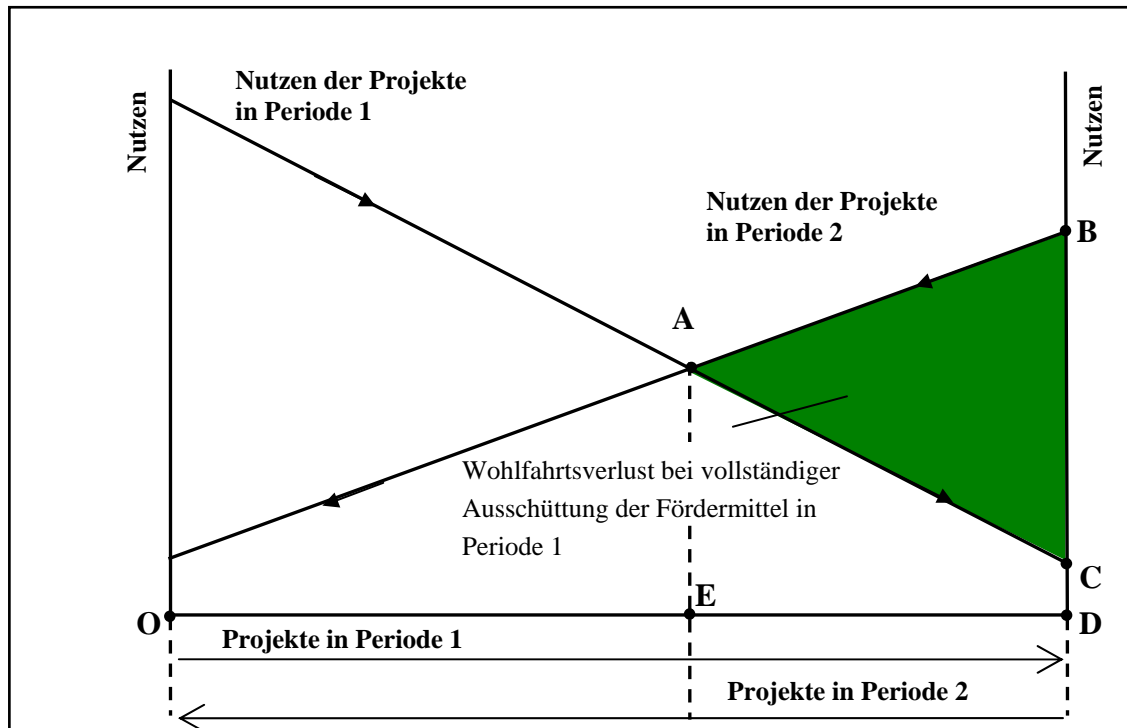 Nutzen der Projekte
in Periode 1
Nutzen
Nutzen
Nutzen der Projekte
in Periode 2
B
A
Wohlfahrtsverlust bei vollständiger
Ausschüttung der Fördermittel in
Periode 1
C
O
E
D
Projekte in Periode 1
Projekte in Periode 2